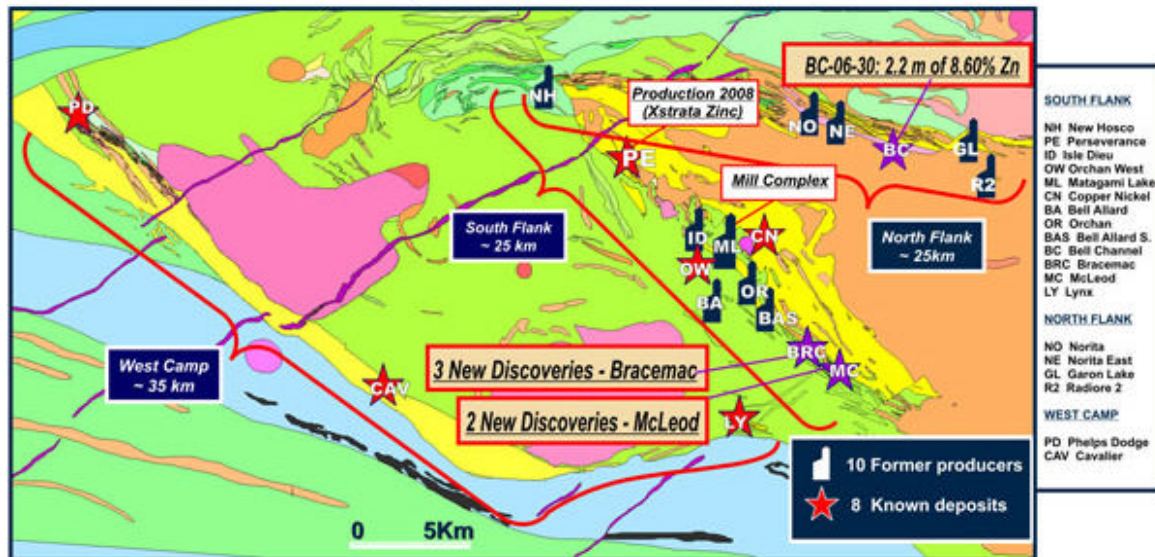 BC-06-30: 2.2 m of 8.60% Zn
PD
NH
Production 2008
(Xstrata Zinc)
NO
NE
BC
GL
PE
R2
Mill Complex
South Flank
~ 25 km
ID
ML
CN
North Flank
~ 25km
OW
OR
BA
BAS
West Camp
~ 35 km
BRC
3 New Discoveries - Bracemac
MC
CAV
2 New Discoveries - McLeod
LY
10 Former producers
8 Known deposits
0 5Km
SOUTH FLANK
NH New Hosco
PE Perseverance
ID Isle Dieu
OW Orchan West
ML Matagami Lake
CN Copper Nickel
BA Bell Allard
OR Orchan
BAS Bell Allard S.
BC Bell Channel
BRC Bracemac
MC McLeod
LY Lynx
NORTH FLANK
NO Norita
NE Norita East
GL Garon Lake
R2 Radiore 2
WEST CAMP
PD Phelps Dodge
CAV Cavalier